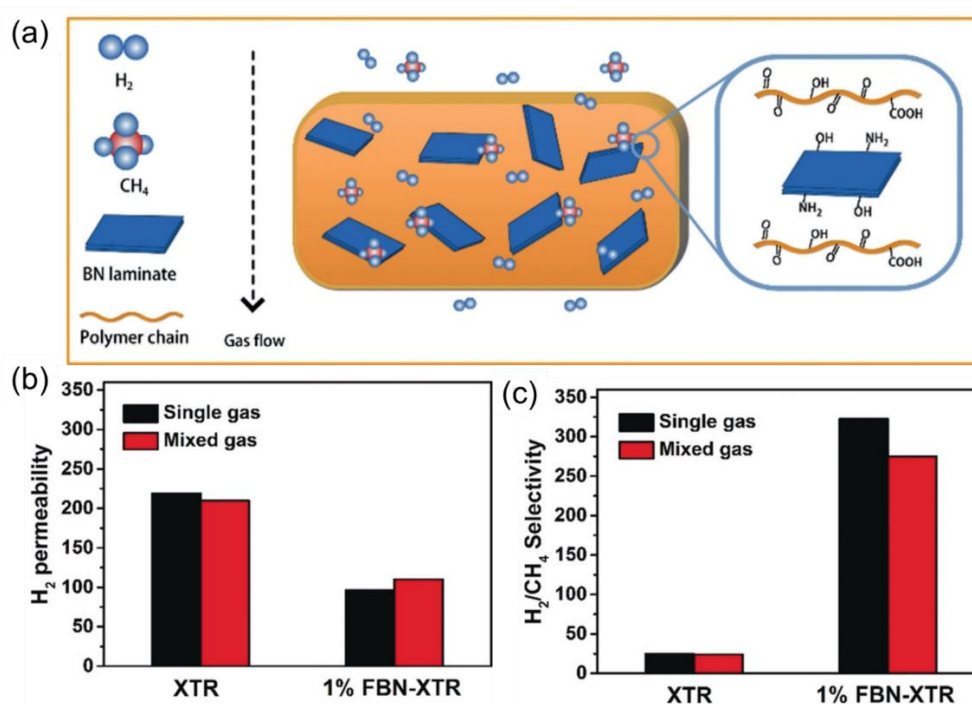 (a)
H₂
CH₄
BN laminate
Polymer chain
Gas flow
O
O
OH
O
O
COOH
OH
NH₂
NH₂
OH
O
O
OH
O
O
COOH
(b)
H₂ permeability
350
300
250
200
150
100
50
0
Single gas
Mixed gas
XTR
1% FBN-XTR
(c)
H₂/CH₄ Selectivity
350
300
250
200
150
100
50
25
0
Single gas
Mixed gas
XTR
1% FBN-XTR